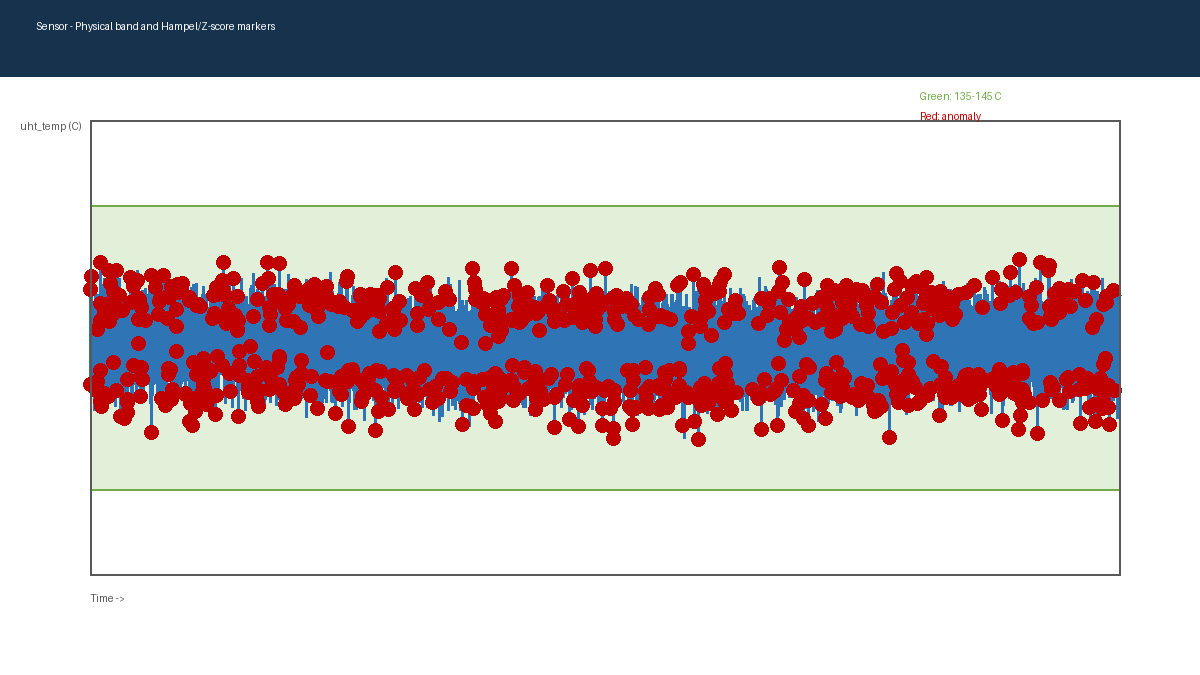 Sensor - Physical band and Hampel/Z-score markers
Green: 135-145 C
Red: anomaly
uht_temp (C)
Time ->